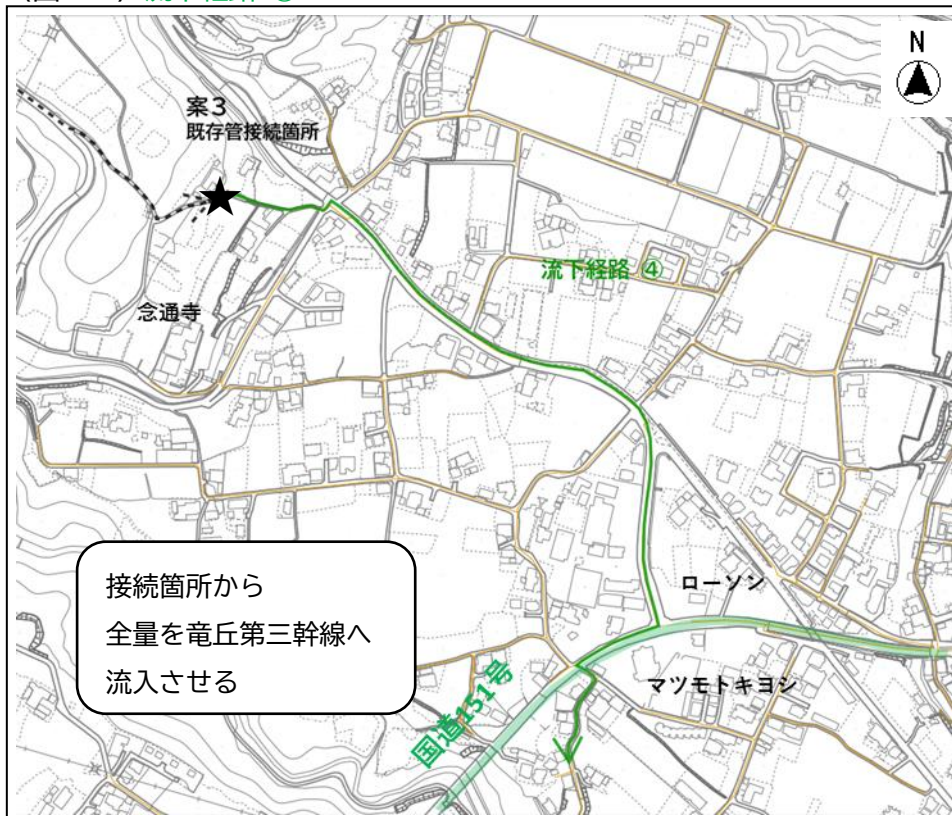 N
案3
既存管接続箇所
流下経路 ④
念通寺
接続箇所から
全量を竜丘第三幹線へ
流入させる
ローソン
マツモトキヨシ
国道151号